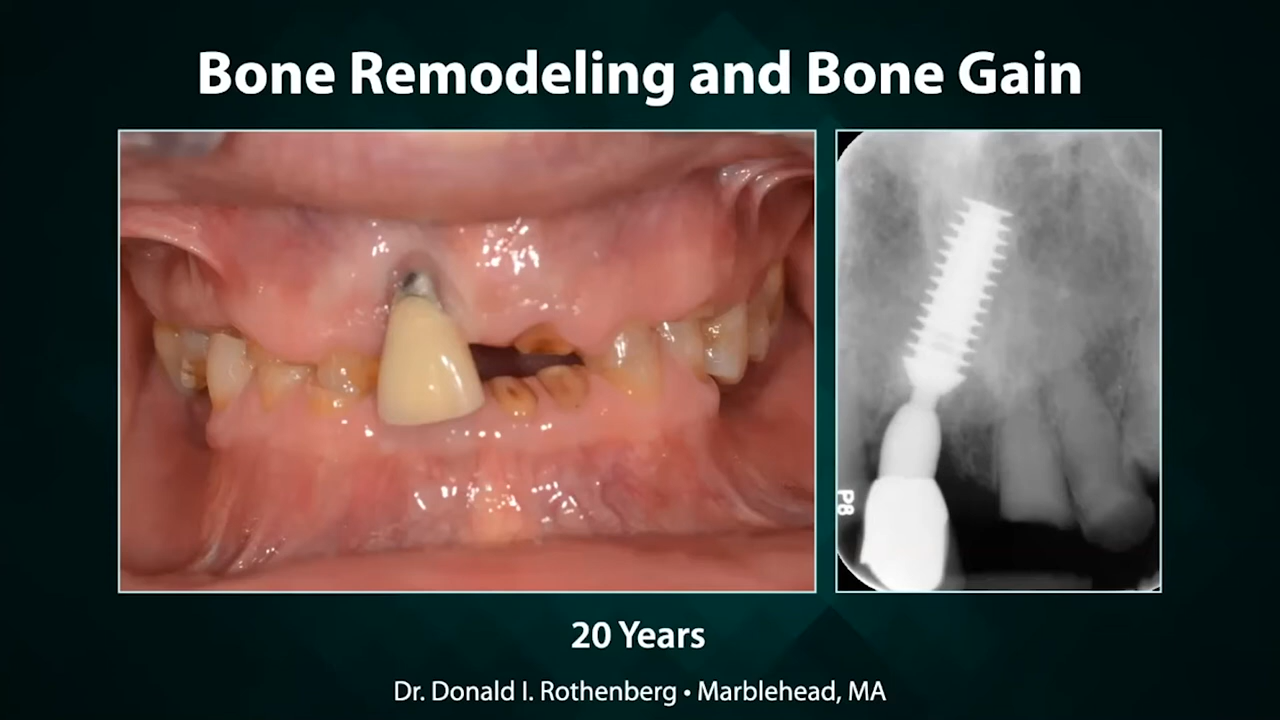 Bone Remodeling and Bone Gain
P8
20 Years
Dr. Donald I. Rothenberg • Marblehead, MA